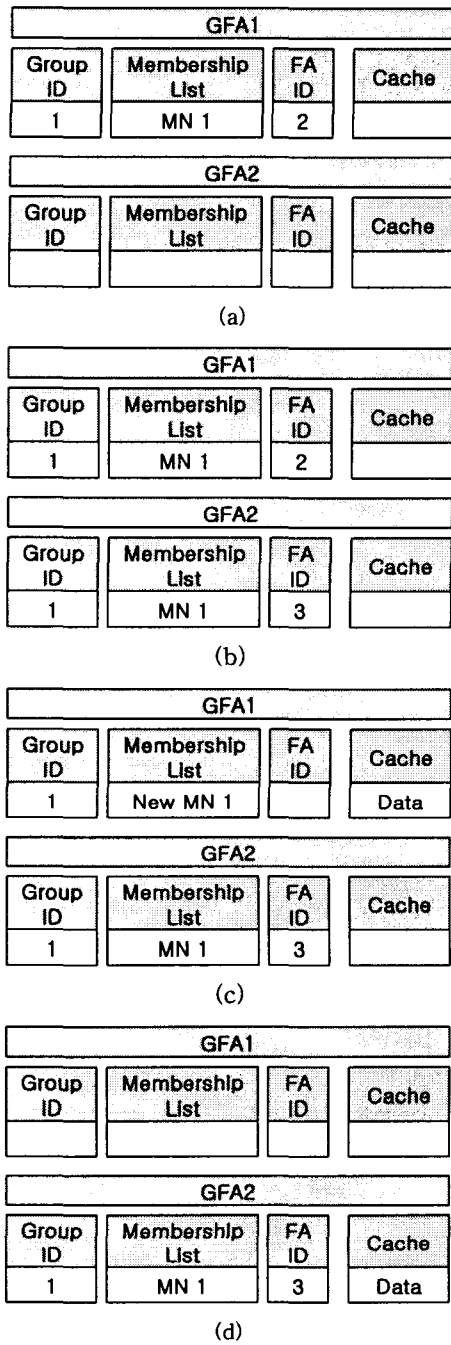 GFA1
Group ID Membership List FA ID Cache
1 MN 1 2
GFA2
Group ID Membership List FA ID Cache
(a)
GFA1
Group ID Membership List FA ID Cache
1 MN 1 2
GFA2
Group ID Membership List FA ID Cache
1 MN 1 3
(b)
GFA1
Group ID Membership List FA ID Cache
1 New MN 1 Data
GFA2
Group ID Membership List FA ID Cache
1 MN 1 3
(c)
GFA1
Group ID Membership List FA ID Cache
GFA2
Group ID Membership List FA ID Cache
1 MN 1 3 Data
(d)